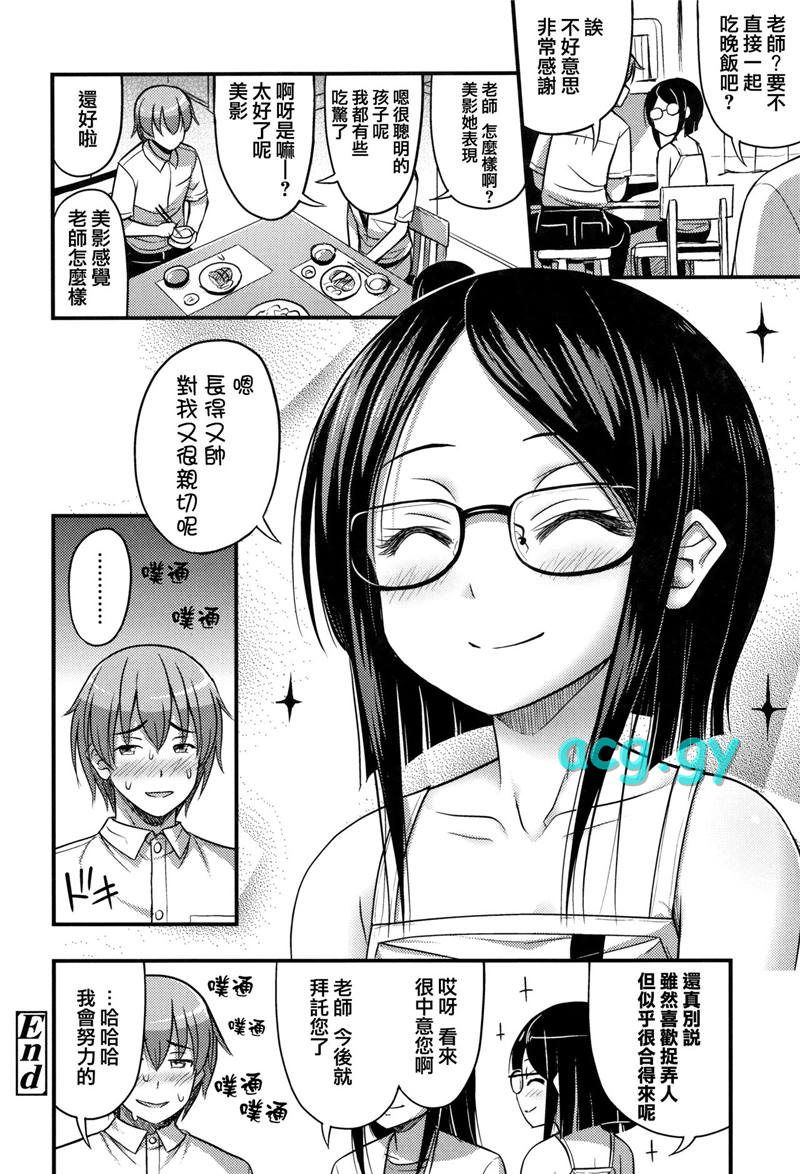 老師？要不
直接一起
吃晚飯吧？
誒
不好意思
非常感謝
老師 怎麼樣啊？
美影她表現
嗯很聰明的
孩子呢
我都有些
吃驚了
啊呀是嘛ー？
太好了呢
美影
還好啦
美影感覺
老師怎麼樣
嗯
長得又帥
對我又很親切呢
…………
噗通
噗通
ドキ
acg.gy
還真別說
雖然喜歡捉弄人
但似乎很合得來呢
哎呀 看來
很中意您啊
老師 今後就
拜託您了
噗通
噗通
噗通
噗通
…哈哈哈
我會努力的
End